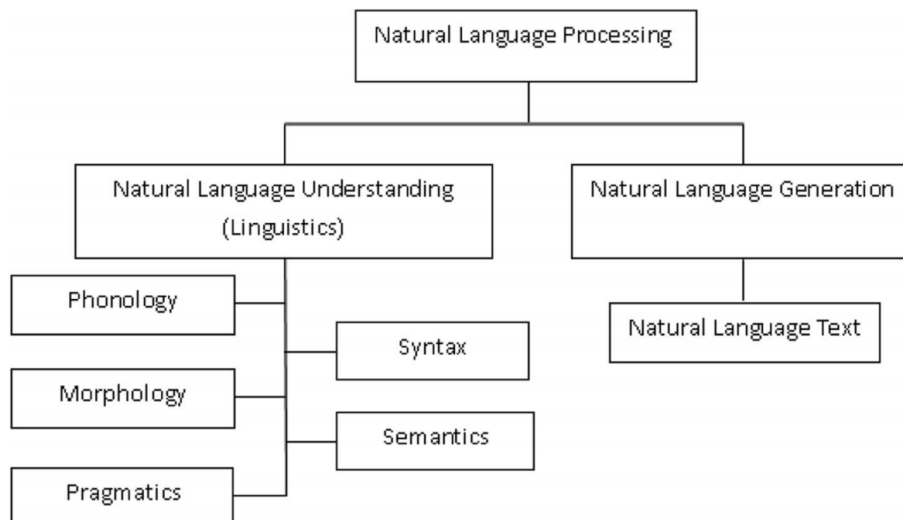 Natural Language Processing
Natural Language Understanding
(Linguistics)
Natural Language Generation
Phonology
Natural Language Text
Syntax
Morphology
Semantics
Pragmatics